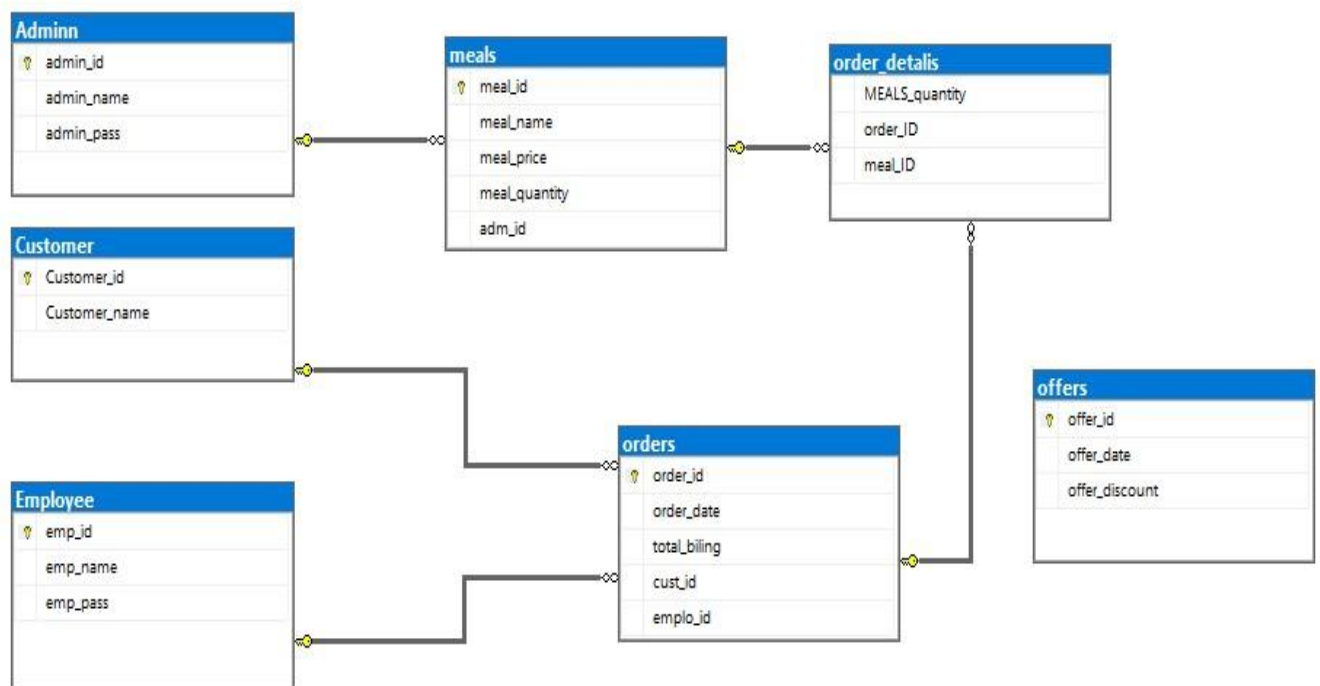 Adminn
admin_id
admin_name
admin_pass
meals
meal_id
meal_name
meal_price
meal_quantity
adm_id
order_detalis
MEALS_quantity
order_ID
meal_ID
Customer
Customer_id
Customer_name
offers
offer_id
offer_date
offer_discount
orders
order_id
order_date
total_biling
cust_id
emplo_id
Employee
emp_id
emp_name
emp_pass